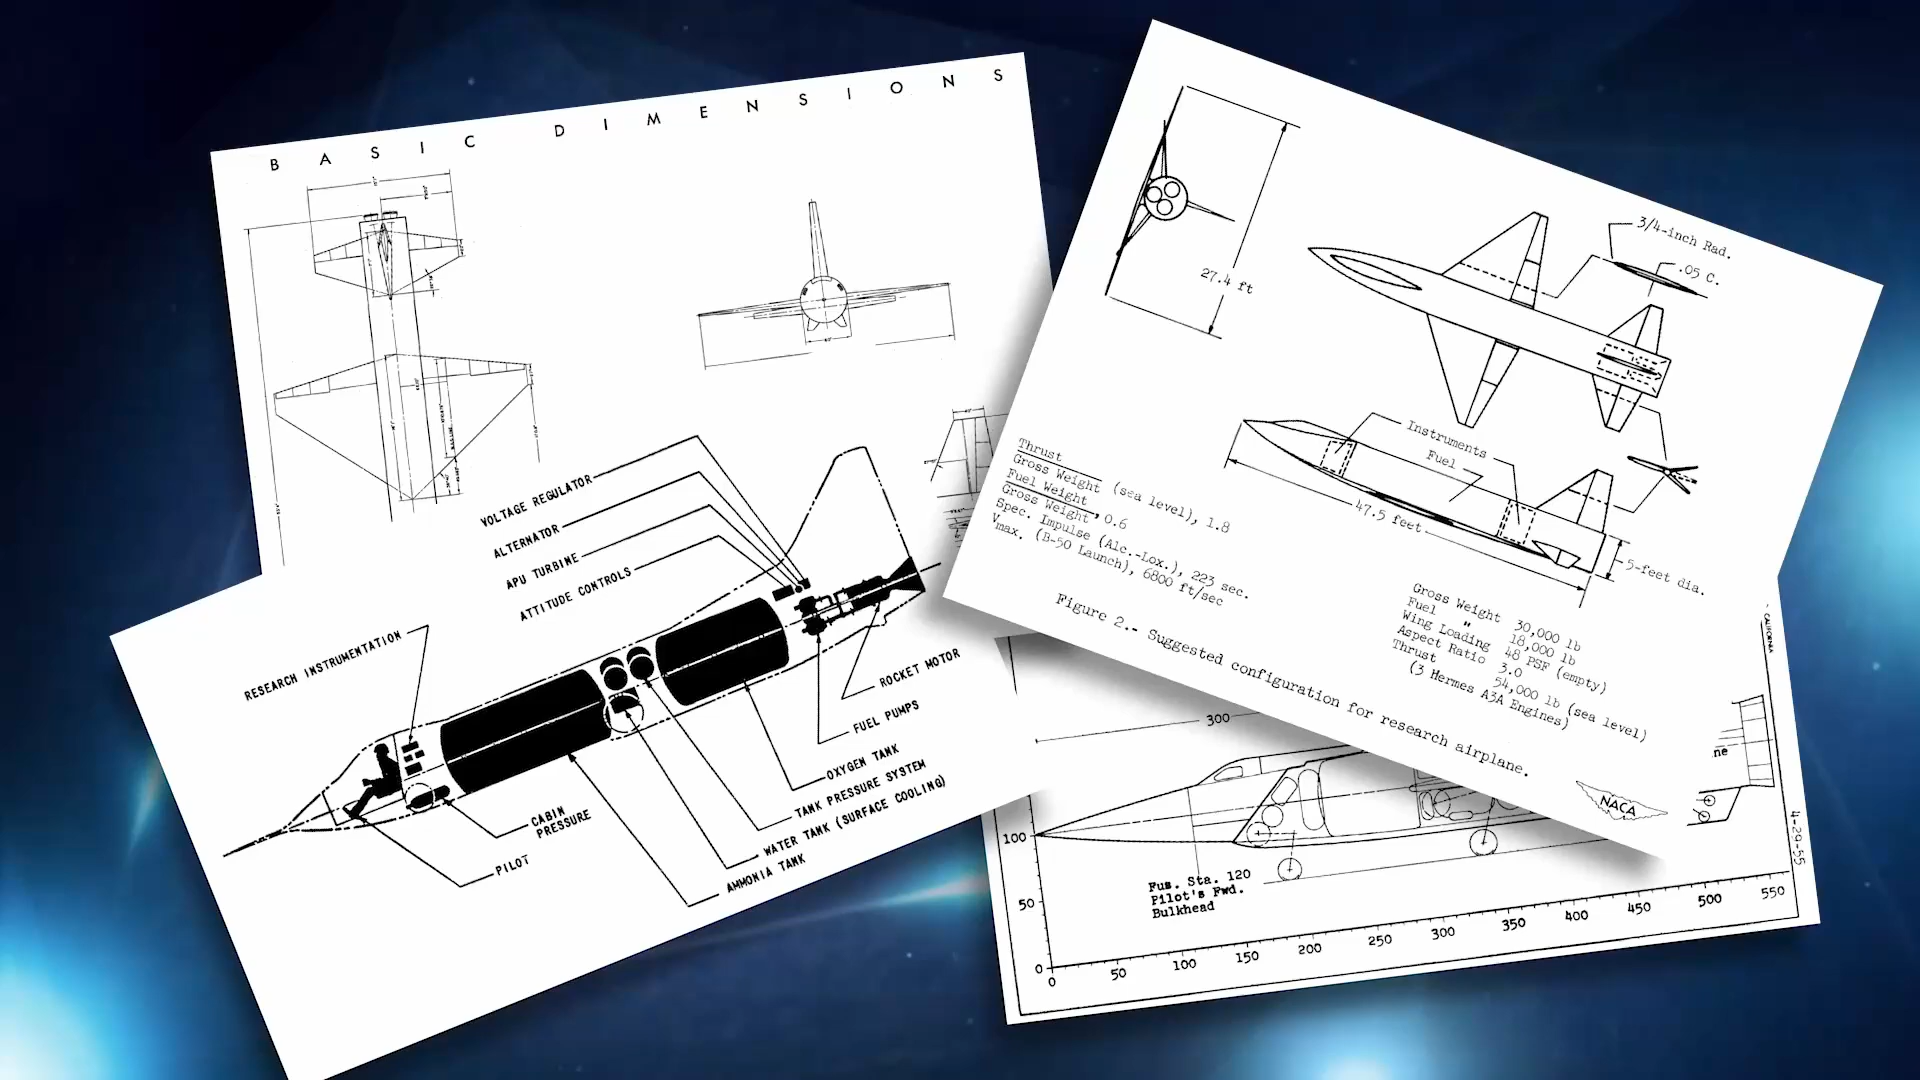 BASIC DIMENSIONS
27.4 ft
3/4-inch Rad.
.05 C.
Instruments
Fuel
47.5 feet
5-feet dia.
Thrust
Gross Weight (sea level), 1.8
Fuel Weight
Gross Weight, 0.6
Spec. Impulse (Alc.-Lox.), 223 sec.
Vmax. (B-50 Launch), 6800 ft/sec
Gross Weight 30,000 lb
Fuel " 18,000 lb
Wing Loading 48 PSF (empty)
Aspect Ratio 3.0
Thrust 54,000 lb (sea level)
(3 Hermes A3A Engines)
Figure 2.- Suggested configuration for research airplane.
NACA
VOLTAGE REGULATOR
ALTERNATOR
APU TURBINE
ATTITUDE CONTROLS
RESEARCH INSTRUMENTATION
ROCKET MOTOR
FUEL PUMPS
OXYGEN TANK
TANK PRESSURE SYSTEM
WATER TANK (SURFACE COOLING)
AMMONIA TANK
CABIN
PRESSURE
PILOT
CALIFORNIA
300
ne
4-29-55
Fus. Sta. 120
Pilot's Fwd.
Bulkhead
100
50
0
0 50 100 150 200 250 300 350 400 450 500 550